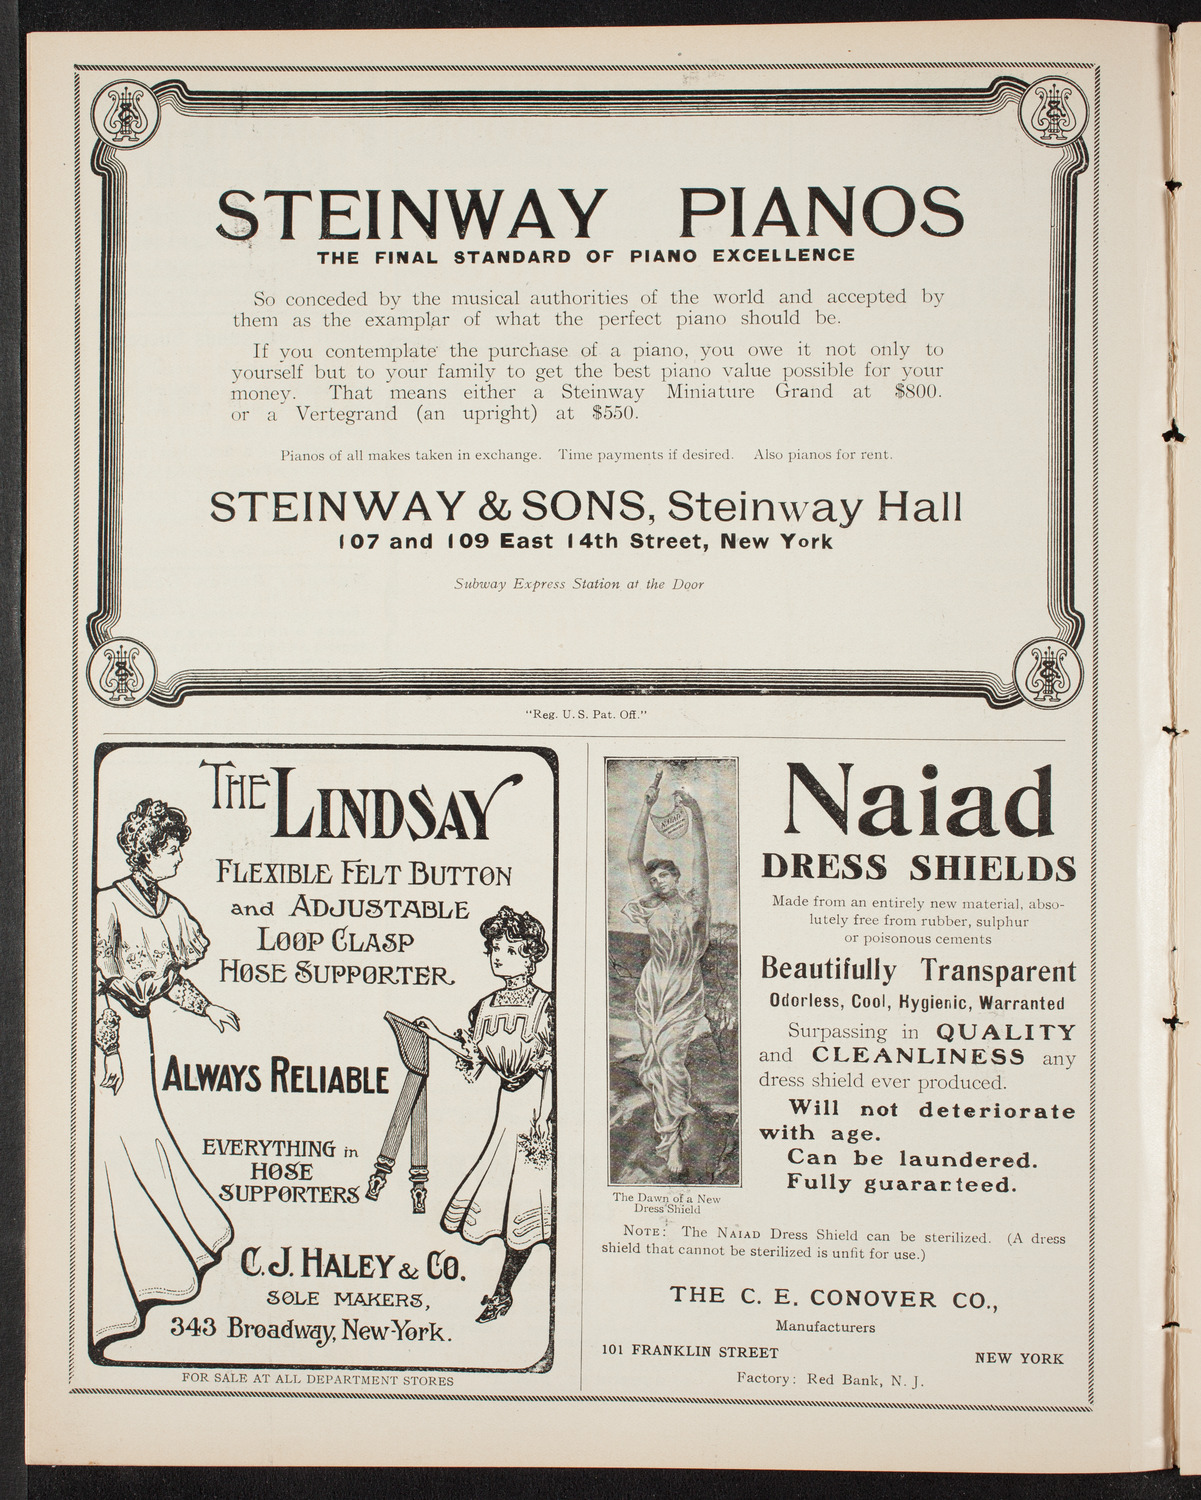 STEINWAY PIANOS
THE FINAL STANDARD OF PIANO EXCELLENCE
So conceded by the musical authorities of the world and accepted by
them as the examplar of what the perfect piano should be.
If you contemplate the purchase of a piano, you owe it not only to
yourself but to your family to get the best piano value possible for your
money. That means either a Steinway Miniature Grand at $800.
or a Vertegrand (an upright) at $550.
Pianos of all makes taken in exchange. Time payments if desired. Also pianos for rent.
STEINWAY & SONS, Steinway Hall
107 and 109 East 14th Street, New York
Subway Express Station at the Door
"Reg. U. S. Pat. Off."
THE LINDSAY
FLEXIBLE FELT BUTTON
and ADJUSTABLE
LOOP CLASP
HOSE SUPPORTER.
ALWAYS RELIABLE
EVERYTHING in
HOSE
SUPPORTERS
C. J. HALEY & CO.
SOLE MAKERS,
343 Broadway, New-York.
FOR SALE AT ALL DEPARTMENT STORES
NAIAD
The Dawn of a New
Dress Shield
Naiad
DRESS SHIELDS
Made from an entirely new material, abso-
lutely free from rubber, sulphur
or poisonous cements
Beautifully Transparent
Odorless, Cool, Hygienic, Warranted
Surpassing in QUALITY
and CLEANLINESS any
dress shield ever produced.
Will not deteriorate
with age.
Can be laundered.
Fully guaranteed.
NOTE: The NAIAD Dress Shield can be sterilized. (A dress
shield that cannot be sterilized is unfit for use.)
THE C. E. CONOVER CO.,
Manufacturers
101 FRANKLIN STREET NEW YORK
Factory: Red Bank, N. J.